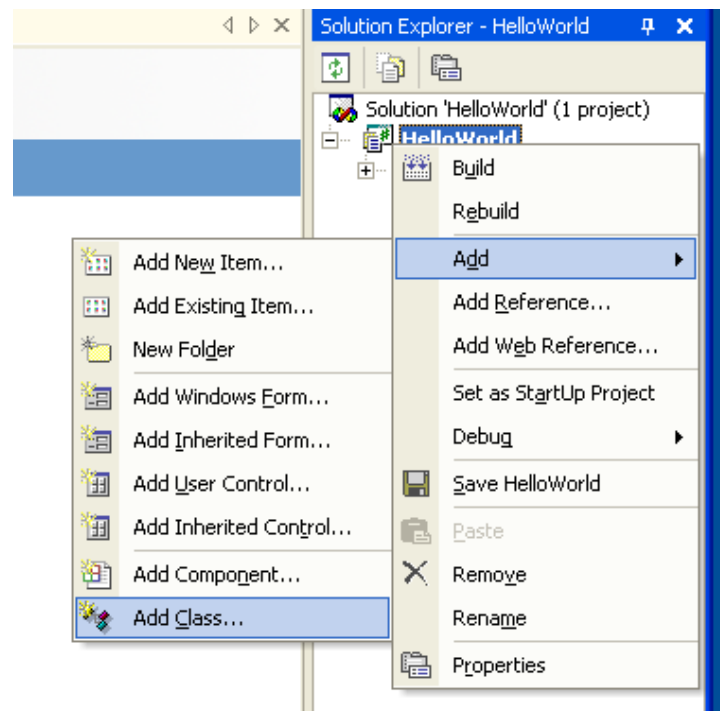 Solution Explorer - HelloWorld
Solution 'HelloWorld' (1 project)
HelloWorld
Build
Rebuild
Add
Add Reference...
Add Web Reference...
Set as StartUp Project
Debug
Save HelloWorld
Paste
Remove
Rename
Properties
Add New Item...
Add Existing Item...
New Folder
Add Windows Form...
Add Inherited Form...
Add User Control...
Add Inherited Control...
Add Component...
Add Class...